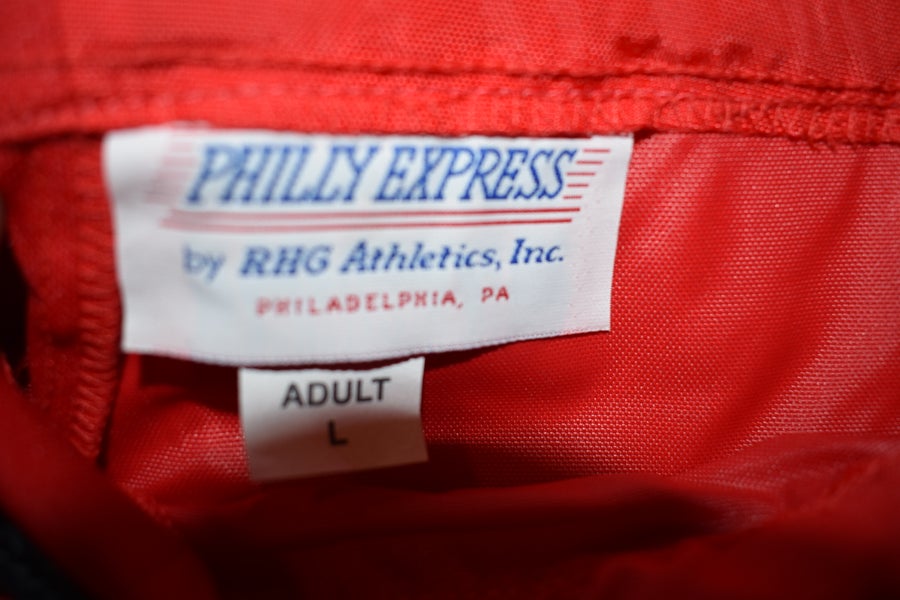 PHILLY EXPRESS
by RHG Athletics, Inc.
PHILADELPHIA, PA
ADULT
L